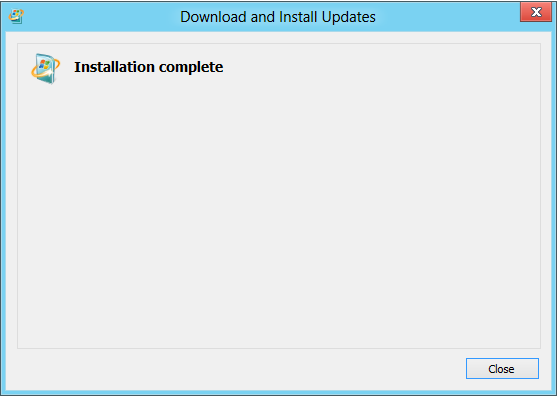 Download and Install Updates
Installation complete
Close